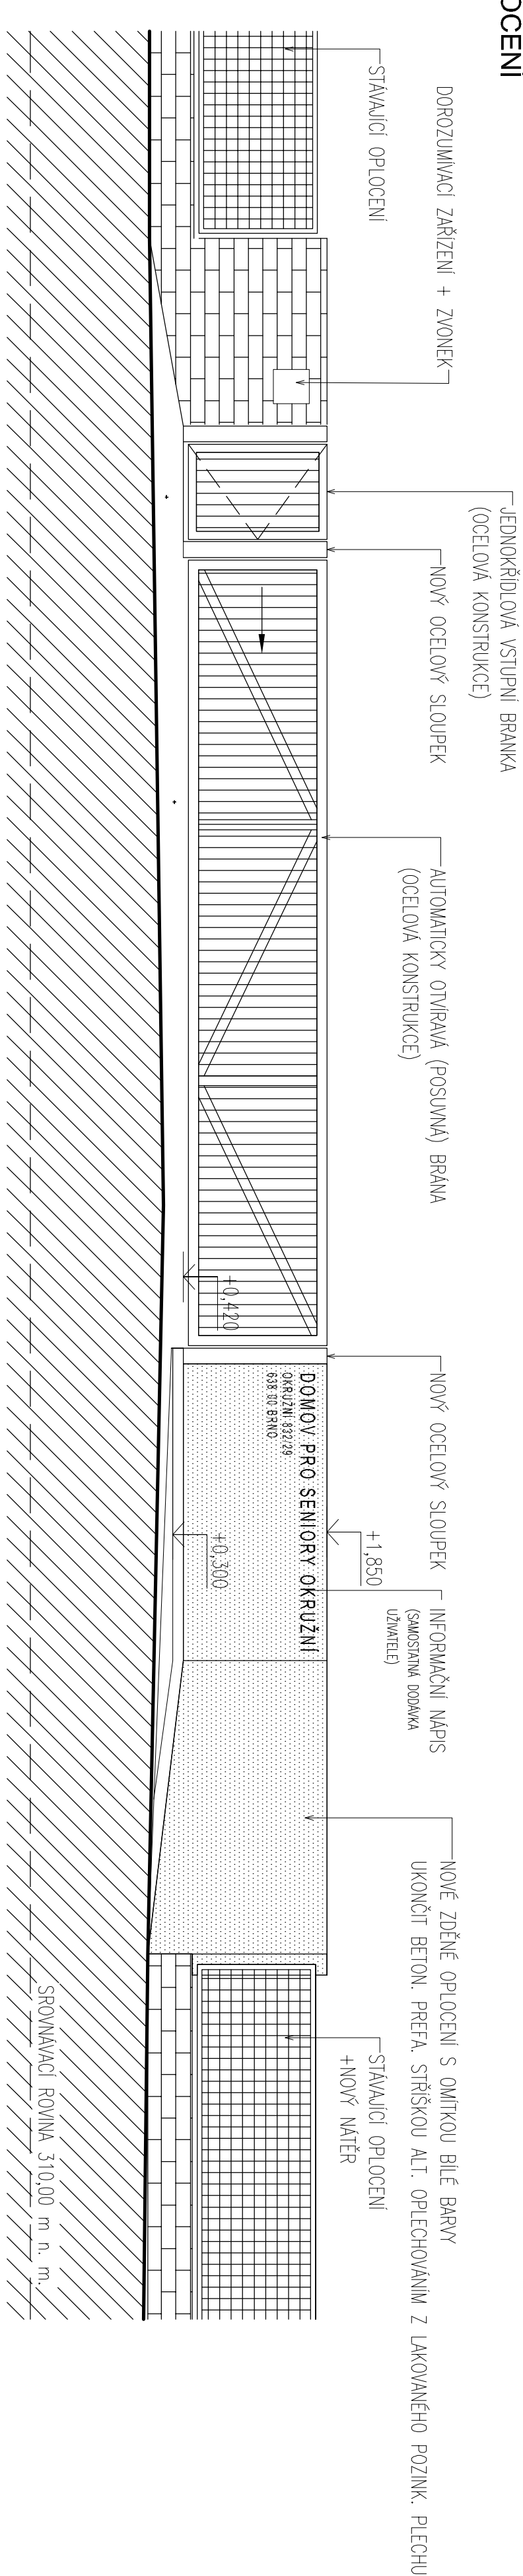 OCENÍ
JEDNOKŘÍDLOVÁ VSTUPNÍ BRANKA
(OCELOVÁ KONSTRUKCE)
DOROZUMÍVACÍ ZAŘÍZENÍ + ZVONEK
STÁVAJÍCÍ OPLOCENÍ
NOVÝ OCELOVÝ SLOUPEK
AUTOMATICKY OTVÍRAVÁ (POSUVNÁ) BRÁNA
(OCELOVÁ KONSTRUKCE)
NOVÝ OCELOVÝ SLOUPEK
INFORMAČNÍ NÁPIS
(SAMOSTATNÁ DODÁVKA
UŽIVATELE)
NOVÉ ZDĚNÉ OPLOCENÍ S OMÍTKOU BÍLÉ BARVY
UKONČIT BETON. PREFA. STŘÍŠKOU ALT. OPLECHOVÁNÍM Z LAKOVANÉHO POZINK. PLECHU
STÁVAJÍCÍ OPLOCENÍ
+NOVÝ NÁTĚR
+1,850
DOMOV PRO SENIORY OKRUŽNÍ
OKRUŽNÍ 832/29
638 00 BRNO
+0,420
+0,300
SROVNÁVACÍ ROVINA 310,00 m n. m.